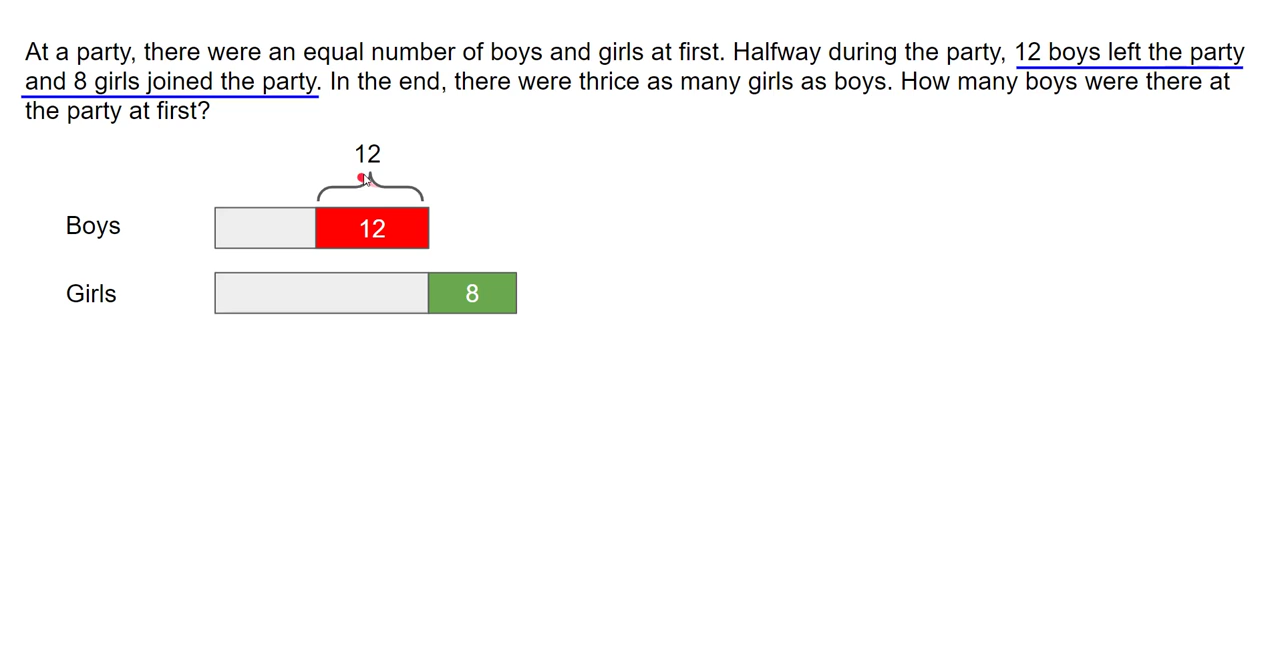 At a party, there were an equal number of boys and girls at first. Halfway during the party, 12 boys left the party
and 8 girls joined the party. In the end, there were thrice as many girls as boys. How many boys were there at
the party at first?
12
Boys
12
Girls
8